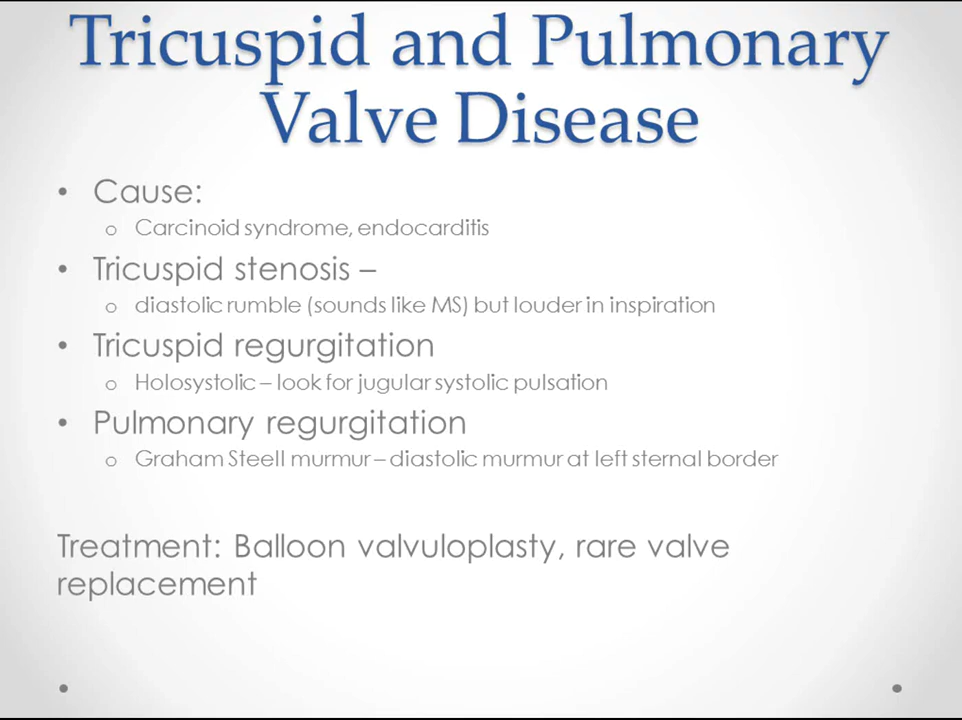 Tricuspid and Pulmonary
Valve Disease
• Cause:
o Carcinoid syndrome, endocarditis
• Tricuspid stenosis –
o diastolic rumble (sounds like MS) but louder in inspiration
• Tricuspid regurgitation
o Holosystolic – look for jugular systolic pulsation
• Pulmonary regurgitation
o Graham Steell murmur – diastolic murmur at left sternal border
Treatment: Balloon valvuloplasty, rare valve
replacement